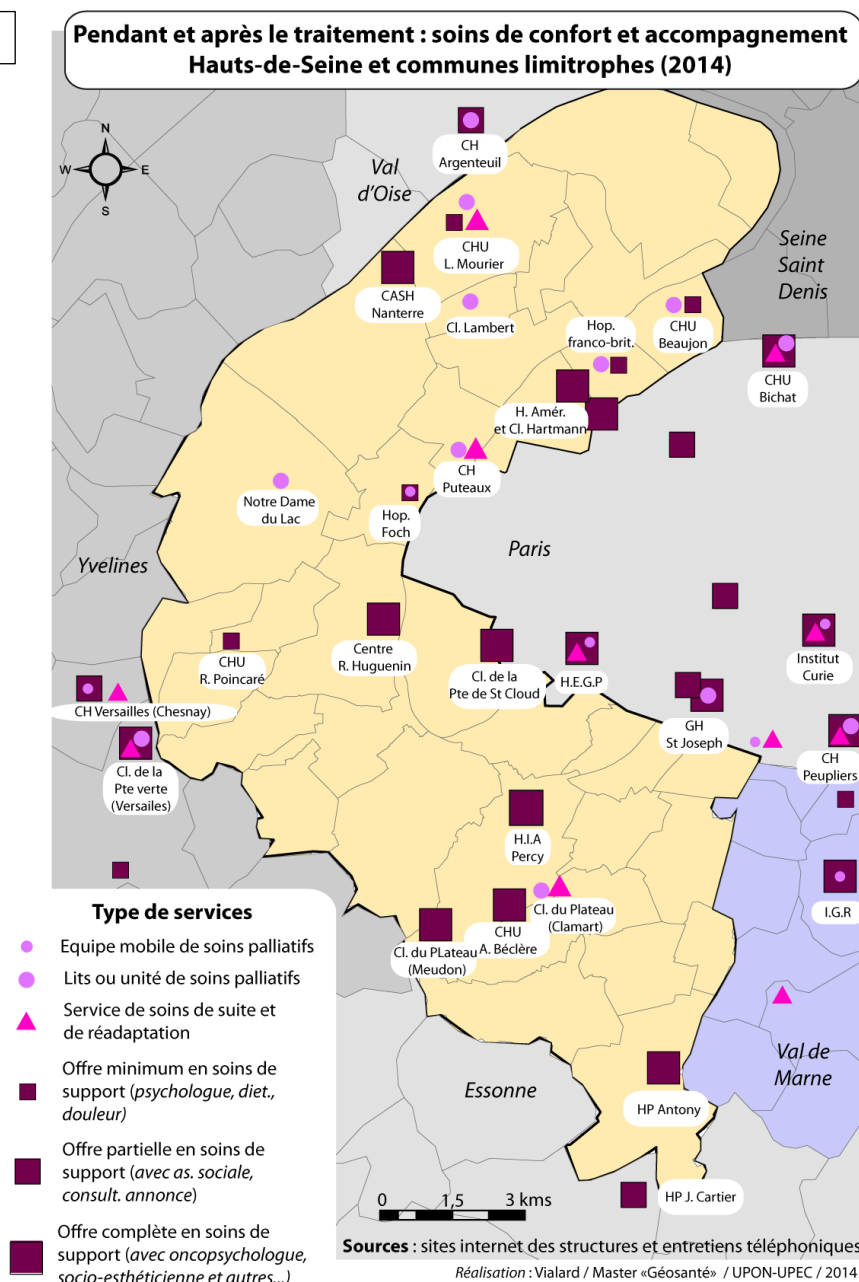 Pendant et après le traitement : soins de confort et accompagnement
Hauts-de-Seine et communes limitrophes (2014)
N
W
E
S
CH
Argenteuil
Val
d'Oise
CHU
L. Mourier
Seine
Saint
Denis
CASH
Nanterre
Cl. Lambert
Hop.
franco-brit.
CHU
Beaujon
CHU
Bichat
H. Amér.
et Cl. Hartmann
CH
Puteaux
Notre Dame
du Lac
Hop.
Foch
Paris
Yvelines
CHU
R. Poincaré
Centre
R. Huguenin
Cl. de la
Pte de St Cloud
H.E.G.P
Institut
Curie
CH Versailles (Chesnay)
GH
St Joseph
CH
Peupliers
Cl. de la
Pte verte
(Versailes)
H.I.A
Percy
I.G.R
Cl. du Plateau
(Clamart)
CHU
A. Béclère
Cl. du PLateau
(Meudon)
Val de
Marne
Essonne
HP Antony
HP J. Cartier
Type de services
Equipe mobile de soins palliatifs
Lits ou unité de soins palliatifs
Service de soins de suite et
de réadaptation
Offre minimum en soins de
support (psychologue, diet.,
douleur)
Offre partielle en soins de
support (avec as. sociale,
consult. annonce)
Offre complète en soins de
support (avec oncopsychologue,
socio-esthéticienne et autres...)
0 1,5 3 kms
Sources : sites internet des structures et entretiens téléphoniques
Réalisation : Vialard / Master «Géosanté» / UPON-UPEC / 2014